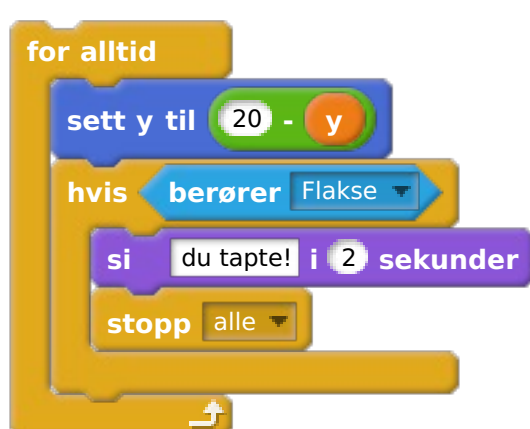 for alltid
sett y til 20 - y
hvis berører Flakse
si du tapte! i 2 sekunder
stopp alle